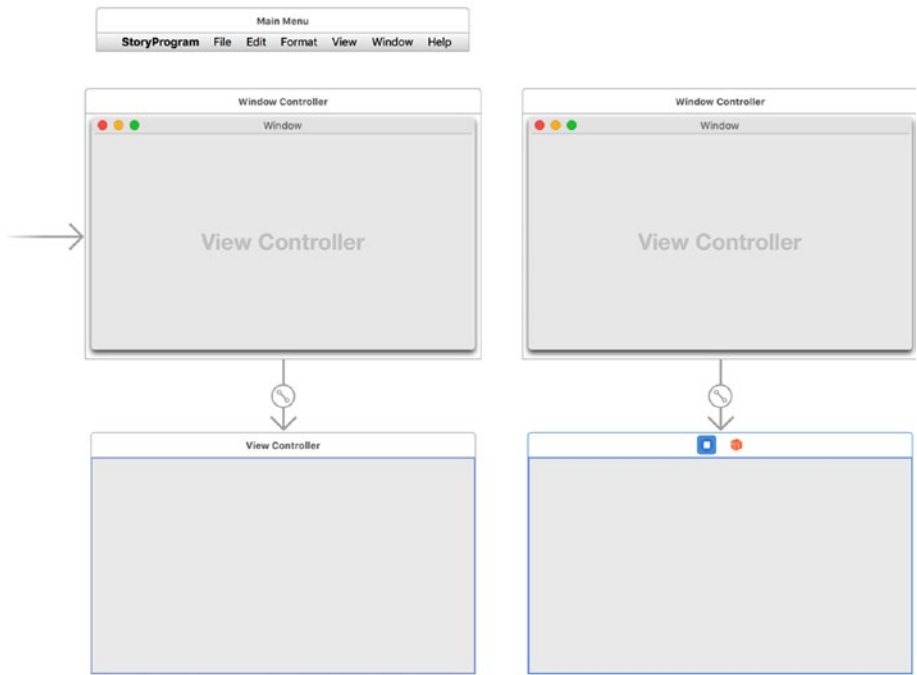 Main Menu
StoryProgram File Edit Format View Window Help
Window Controller
Window
View Controller
View Controller
Window Controller
Window
View Controller